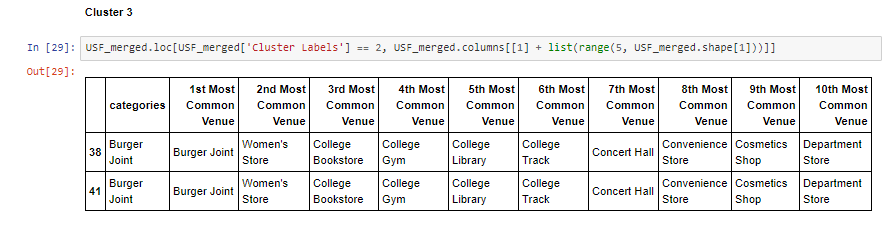 Cluster 3
In [29]: USF_merged.loc[USF_merged['Cluster Labels'] == 2, USF_merged.columns[[1] + list(range(5, USF_merged.shape[1]))]]
Out[29]:
categories 1st Most Common Venue 2nd Most Common Venue 3rd Most Common Venue 4th Most Common Venue 5th Most Common Venue 6th Most Common Venue 7th Most Common Venue 8th Most Common Venue 9th Most Common Venue 10th Most Common Venue
38 Burger Joint Burger Joint Women's Store College Bookstore College Gym College Library College Track Concert Hall Convenience Store Cosmetics Shop Department Store
41 Burger Joint Burger Joint Women's Store College Bookstore College Gym College Library College Track Concert Hall Convenience Store Cosmetics Shop Department Store